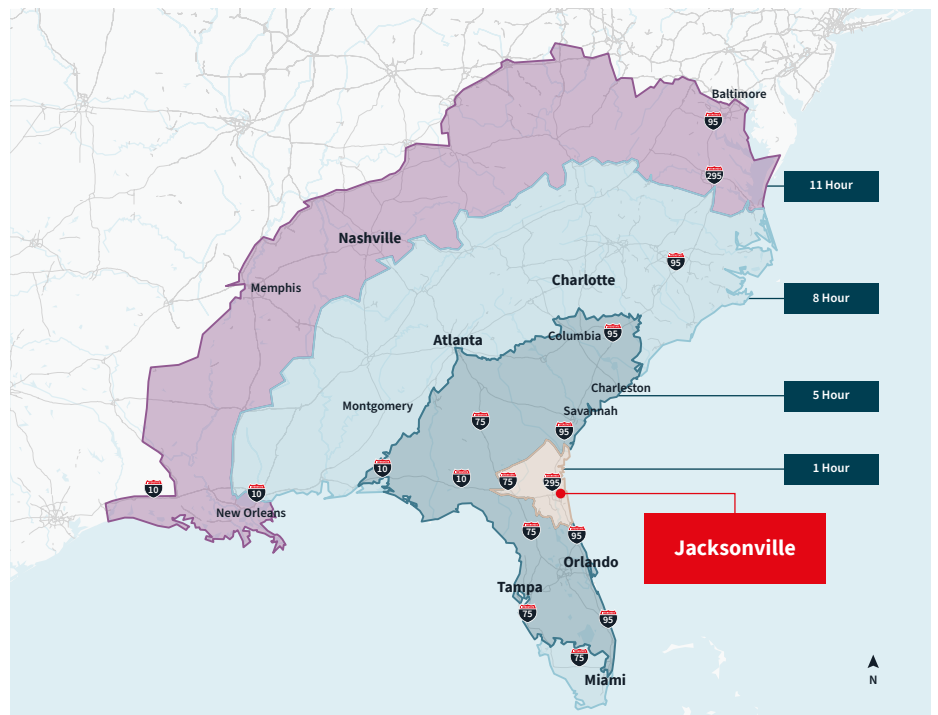 Baltimore
95
295
11 Hour
Nashville
95
Charlotte
Memphis
8 Hour
Columbia
95
Atlanta
Charleston
5 Hour
Montgomery
Savannah
75
95
10
1 Hour
10
75
295
10
10
New Orleans
75
95
Jacksonville
Orlando
Tampa
75
95
75
Miami
N